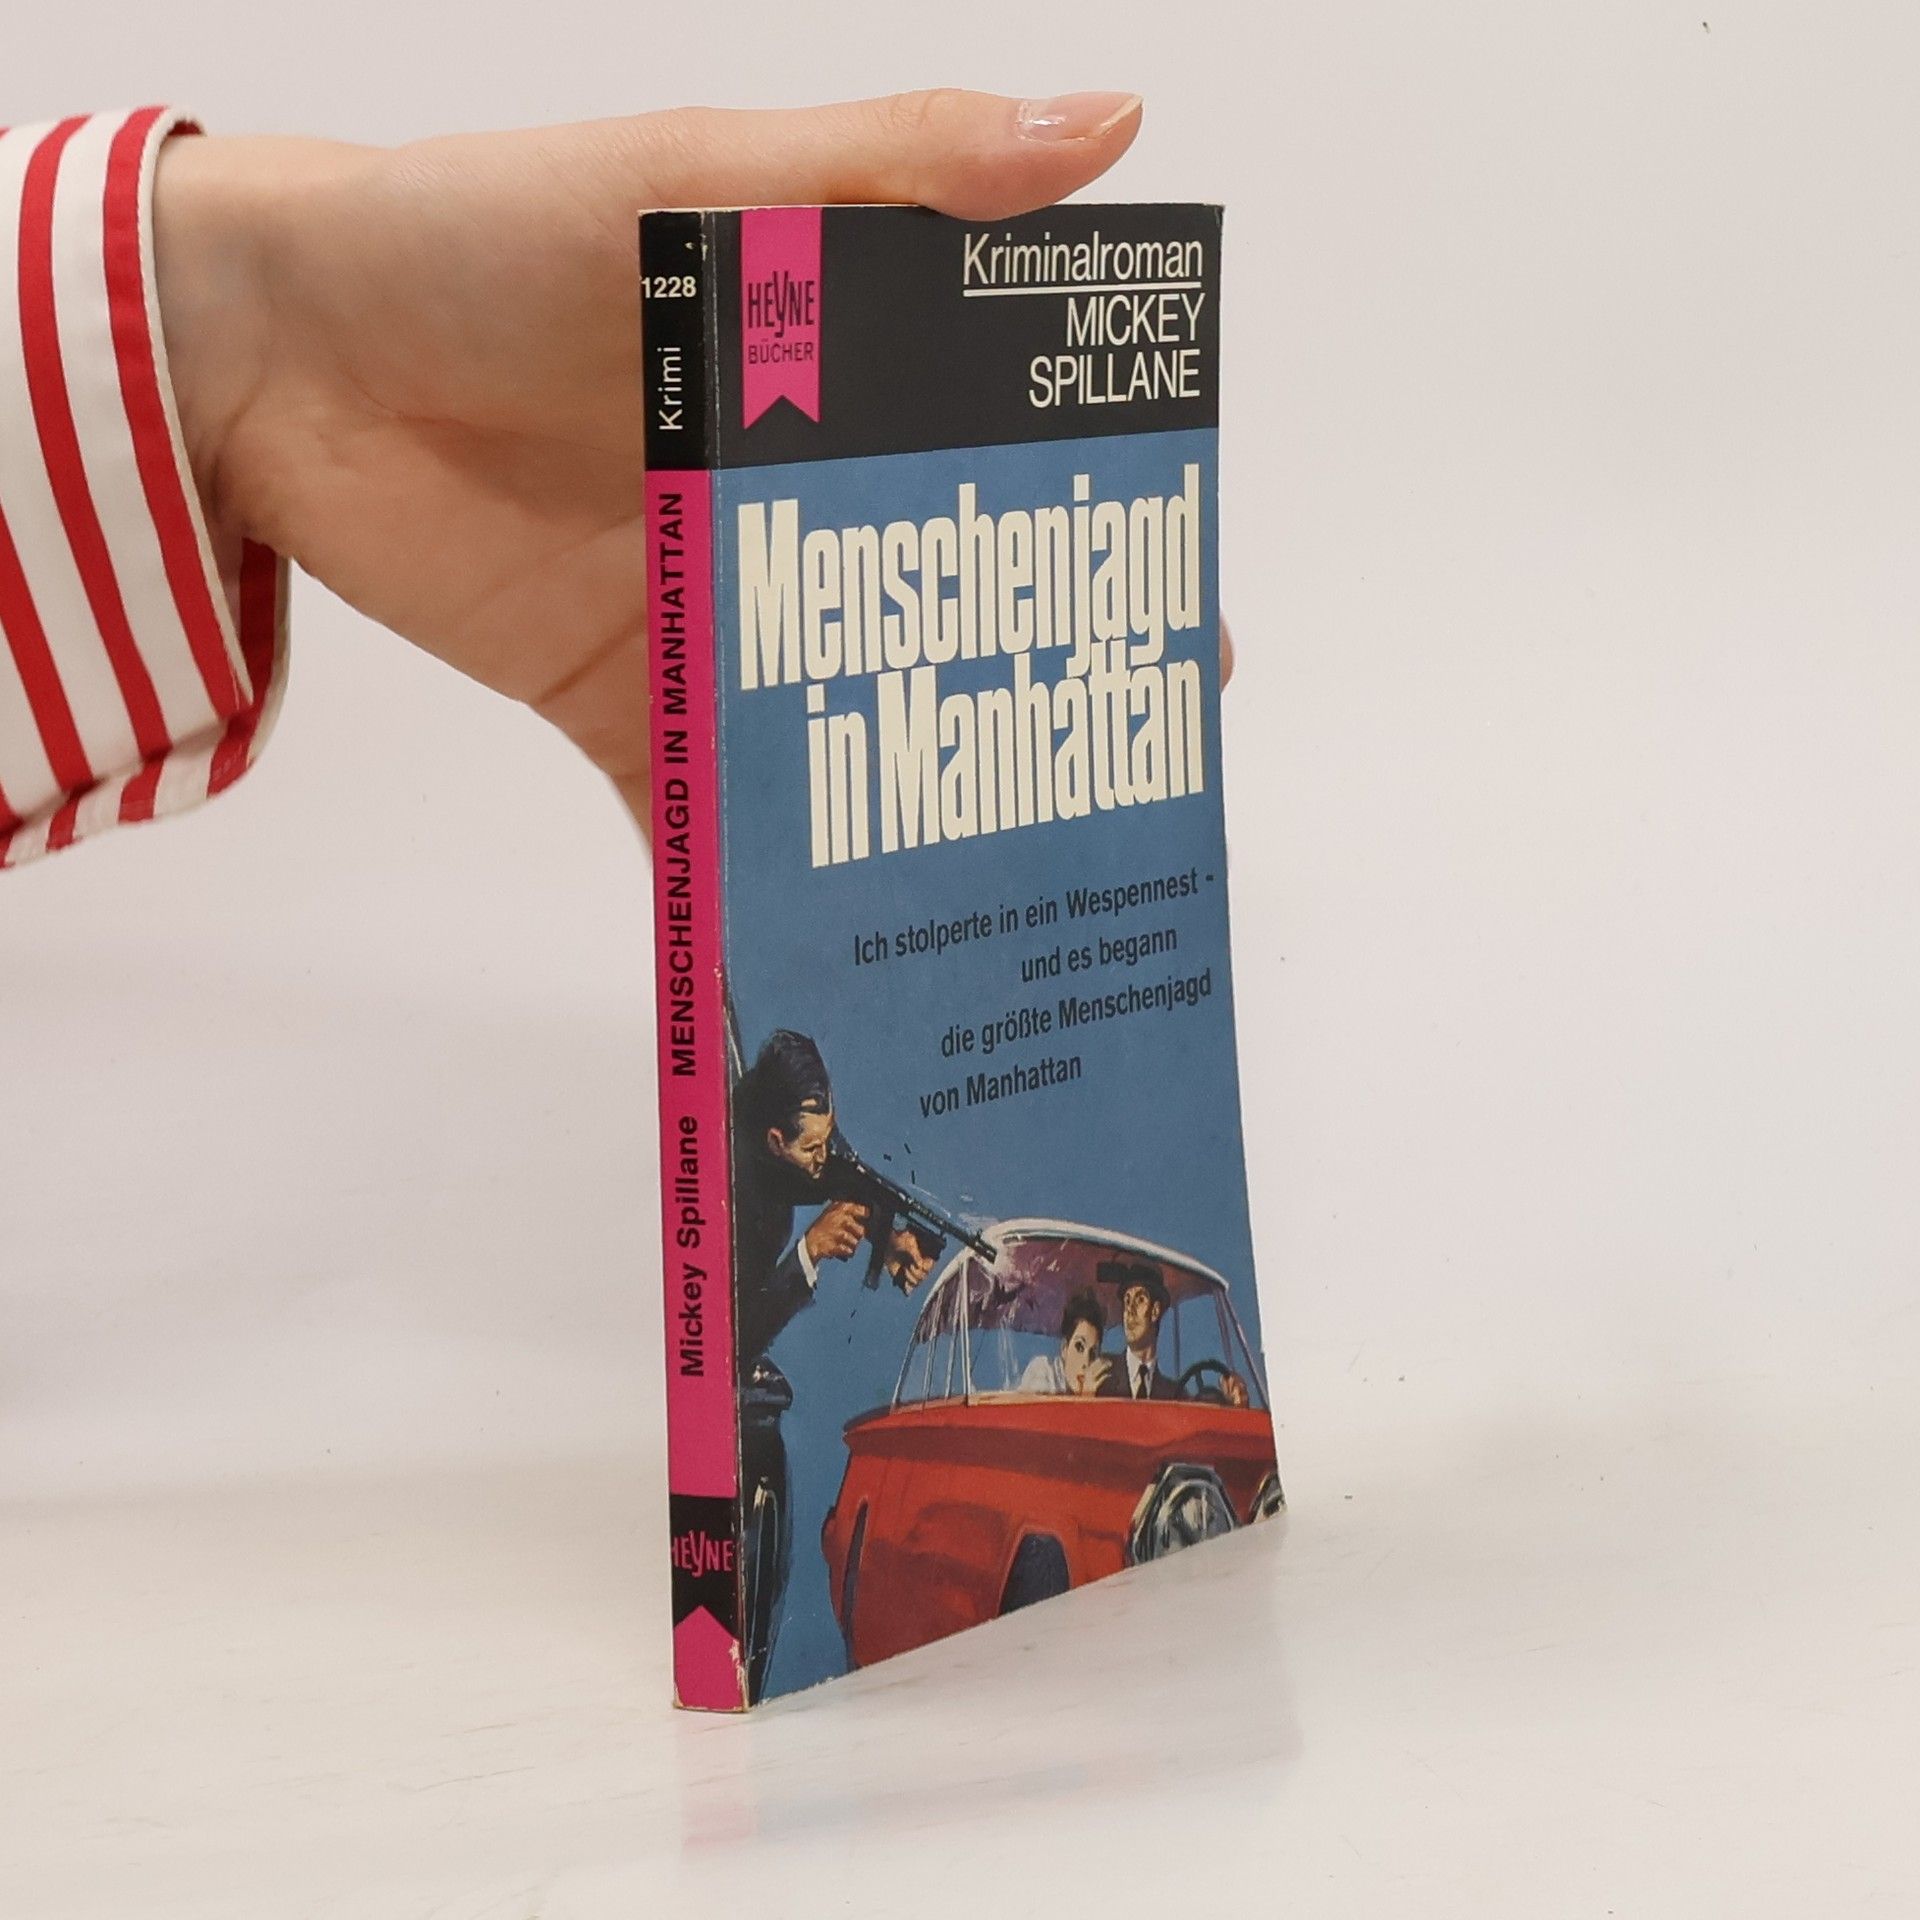 1228
Krimi
MENSCHENJAGD IN MANHATTAN
Mickey Spillane
HEYNE
HEYNE
BÜCHER
Kriminalroman
MICKEY
SPILLANE
Menschenjagd
in Manhattan
Ich stolperte in ein Wespennest -
und es begann
die größte Menschenjagd
von Manhattan